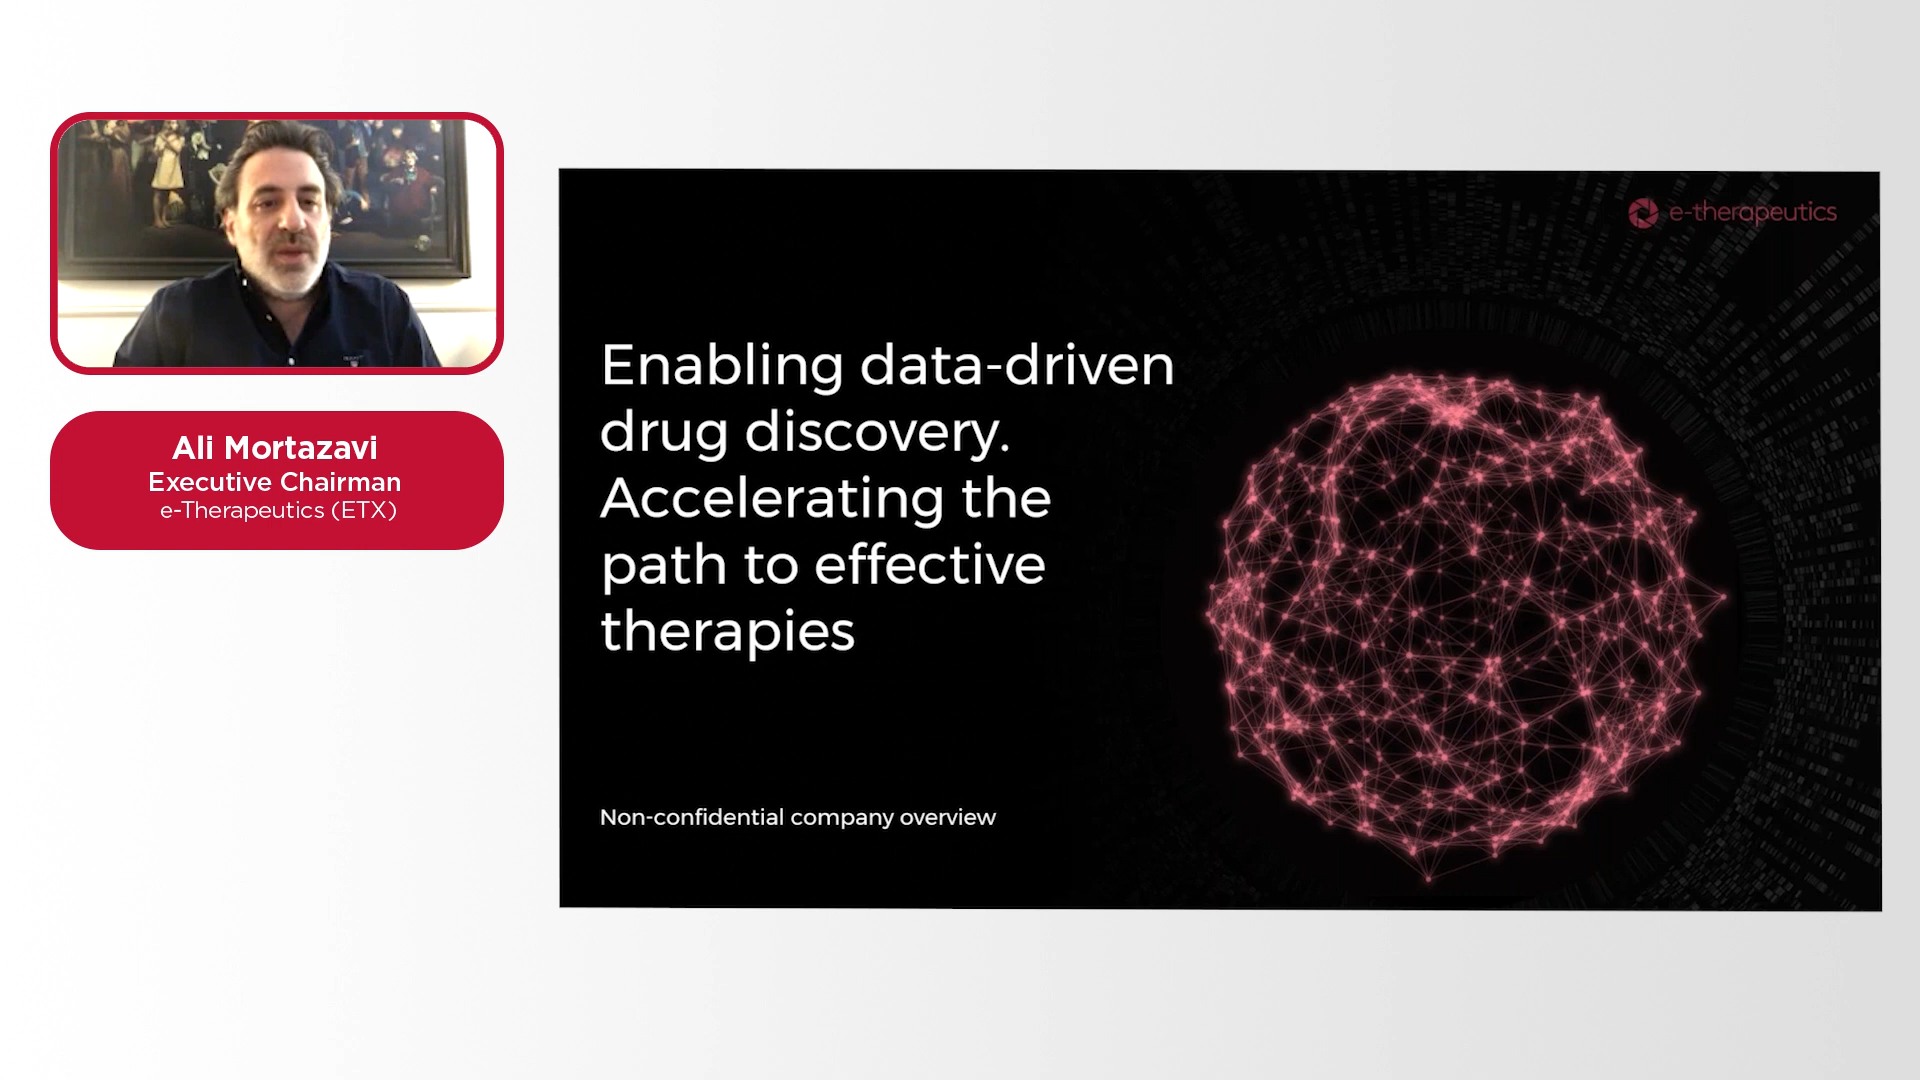 Ali Mortazavi
Executive Chairman
e-Therapeutics (ETX)
e-therapeutics
Enabling data-driven
drug discovery.
Accelerating the
path to effective
therapies
Non-confidential company overview